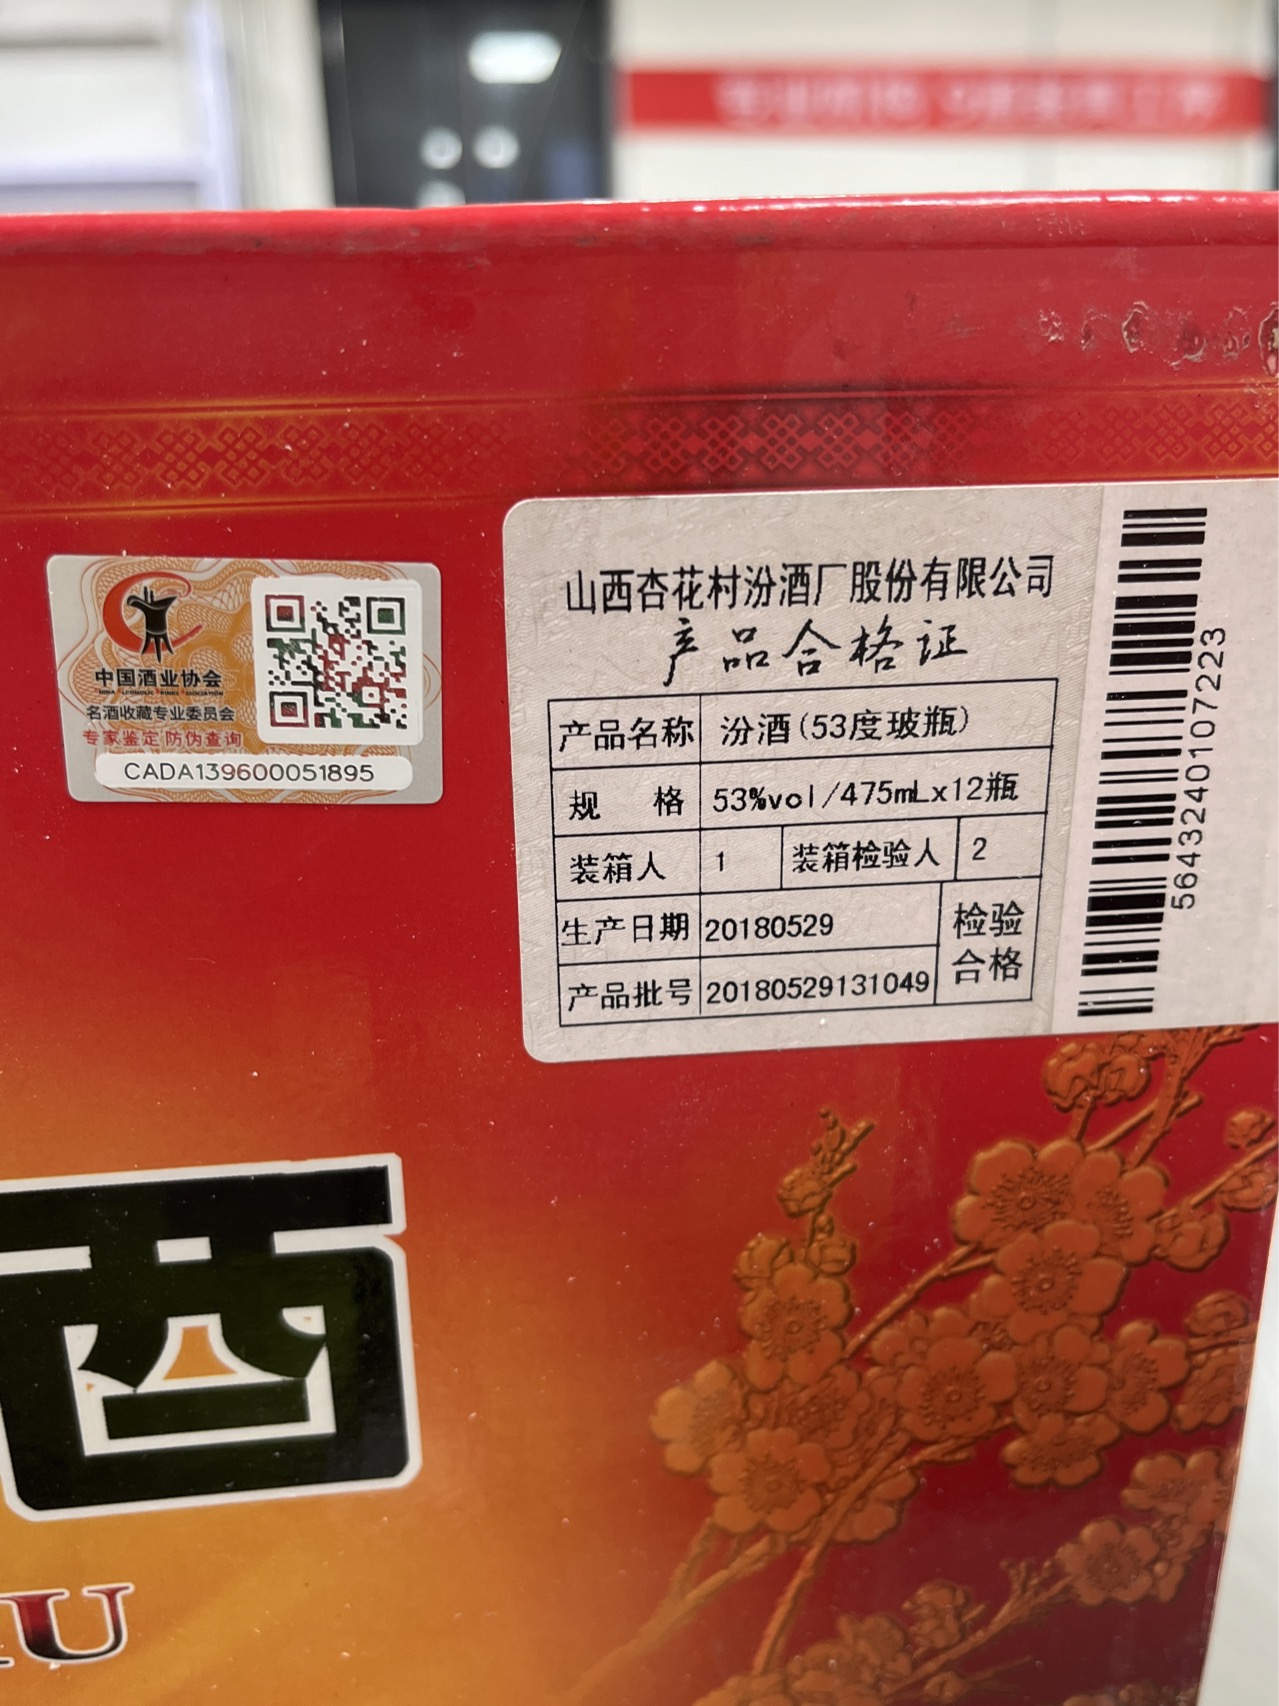 中国酒业协会
名酒收藏专业委员会
专家鉴定 防伪查询
CADA139600051895
山西杏花村汾酒厂股份有限公司
产品合格证
产品名称 汾酒(53度玻瓶)
规 格 53%vol/475mLx12瓶
装箱人 1 装箱检验人 2
生产日期 20180529 检验
产品批号 20180529131049 合格
5643240107223
酒
IU